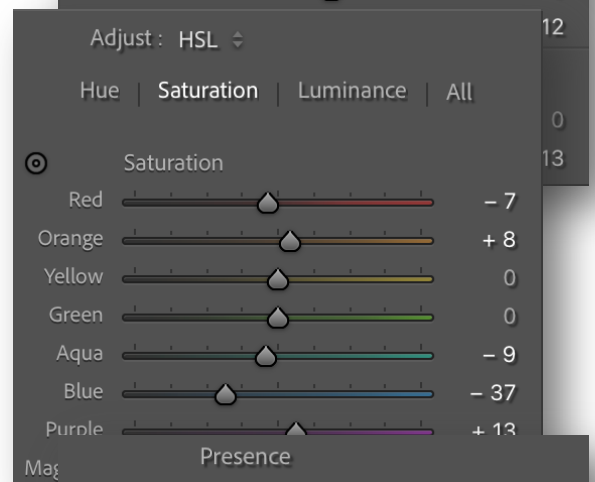 12
Adjust : HSL
Hue | Saturation | Luminance | All
0
Saturation
13
Red - 7
Orange + 8
Yellow 0
Green 0
Aqua - 9
Blue - 37
Purple + 13
Presence
Mag